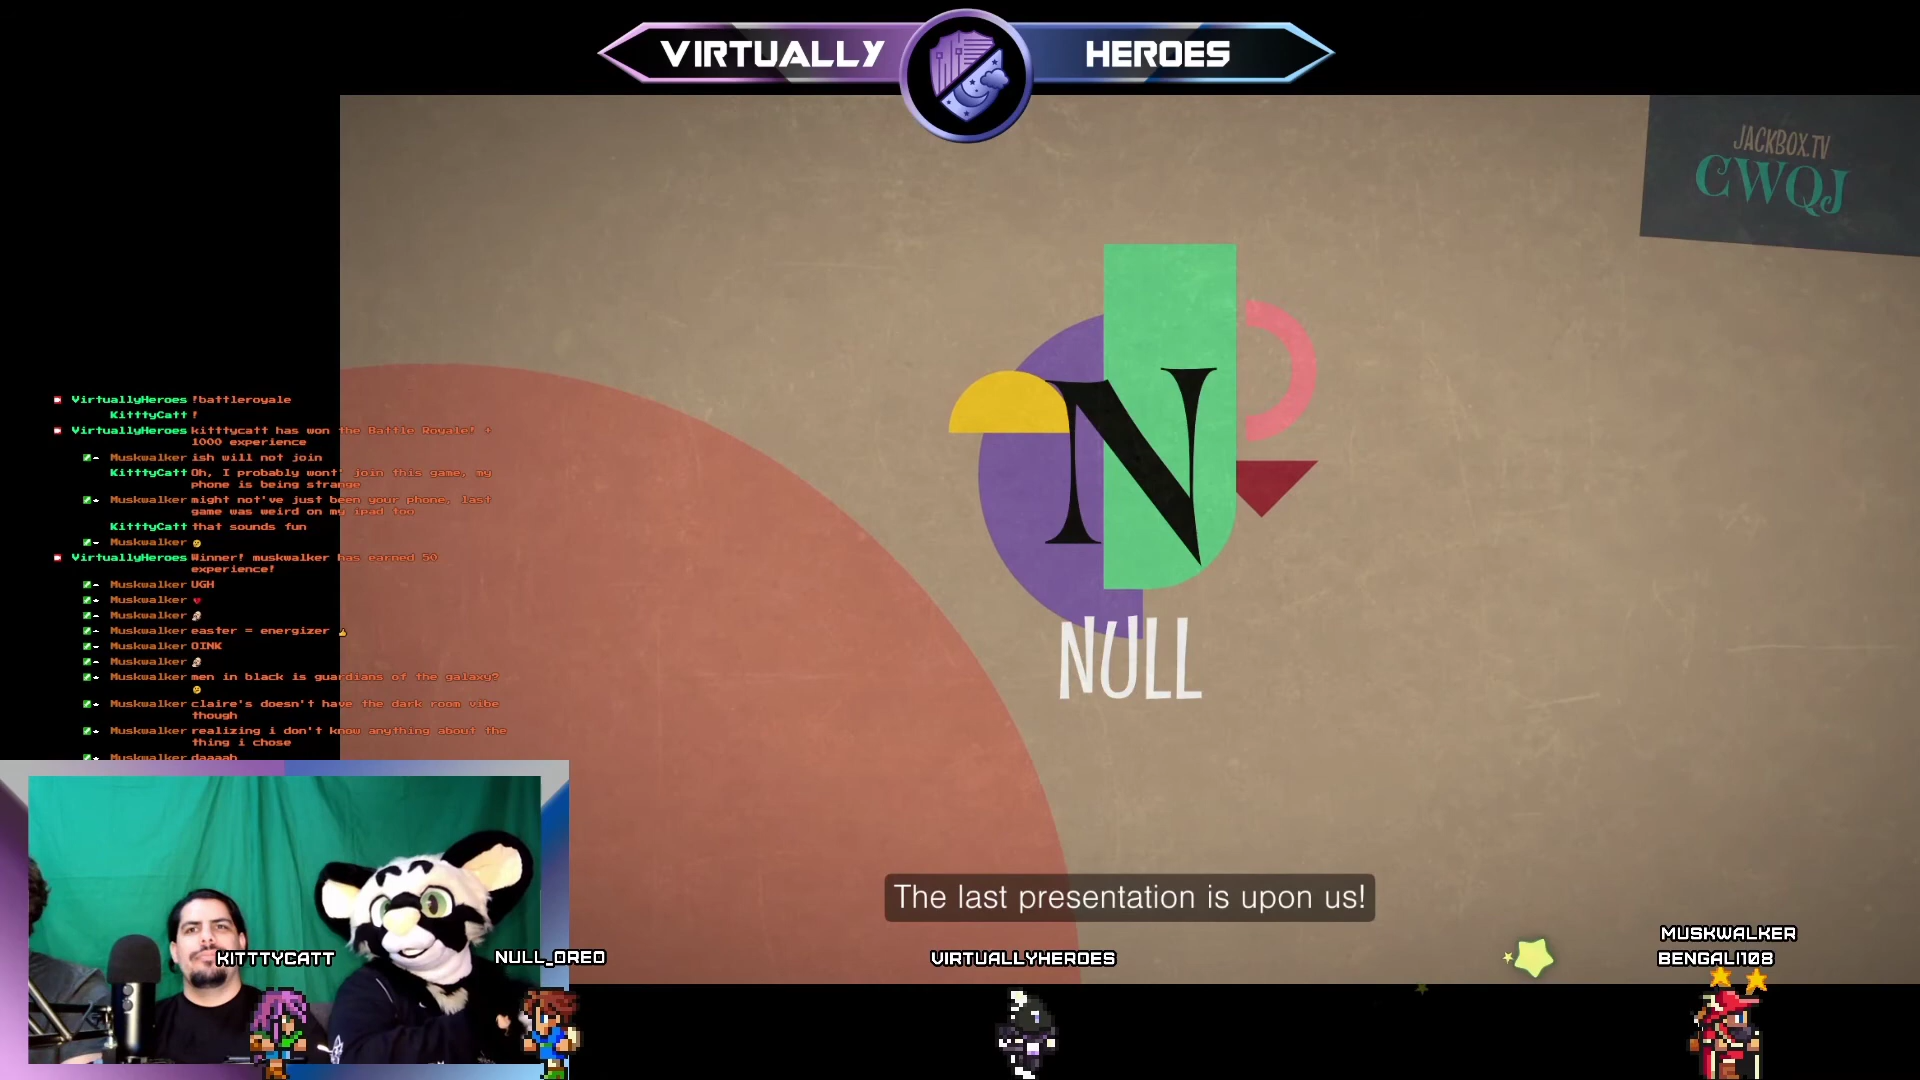 VIRTUALLY HEROES
JACKBOX.TV
CWQJ
N
NULL
VirtuallyHeroes !battleroyale
KitttyCatt !
VirtuallyHeroes kitttycatt has won the Battle Royale! +
1000 experience
Muskwalker ish will not join
KitttyCatt Oh, I probably wont' join this game, my
phone is being strange
Muskwalker might not've just been your phone, last
game was weird on my ipad too
KitttyCatt that sounds fun
Muskwalker
VirtuallyHeroes Winner! muskwalker has earned 50
experience!
Muskwalker UGH
Muskwalker
Muskwalker
Muskwalker easter = energizer
Muskwalker OINK
Muskwalker
Muskwalker men in black is guardians of the galaxy?
Muskwalker claire's doesn't have the dark room vibe
though
Muskwalker realizing i don't know anything about the
thing i chose
Muskwalker daaaah
The last presentation is upon us!
KITTTYCATT
NULL_OREO
VIRTUALLYHEROES
MUSKWALKER
BENGALI108